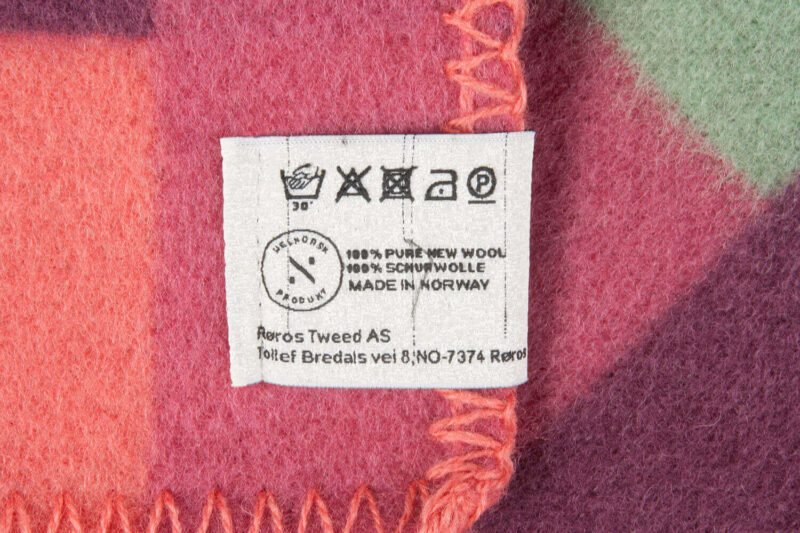 30°
P
HELNORSK
PRODUKT
100% PURE NEW WOOL
100% SCHURWOLLE
MADE IN NORWAY
Røros Tweed AS
Tollef Bredals vei 8, NO-7374 Røros